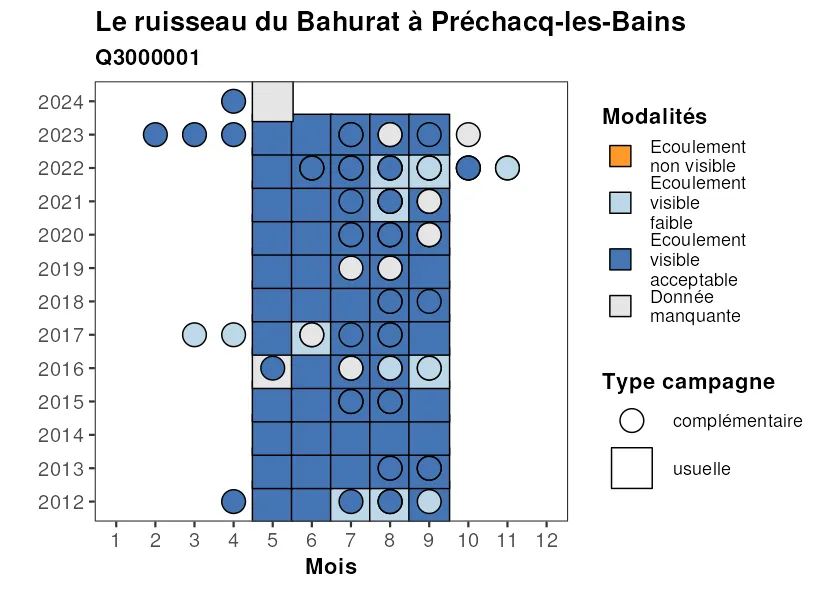 Le ruisseau du Bahurat à Préchacq-les-Bains
Q3000001
2024
2023
2022
2021
2020
2019
2018
2017
2016
2015
2014
2013
2012
1 2 3 4 5 6 7 8 9 10 11 12
Mois
Modalités
Ecoulement
non visible
Ecoulement
visible
faible
Ecoulement
visible
acceptable
Donnée
manquante
Type campagne
complémentaire
usuelle